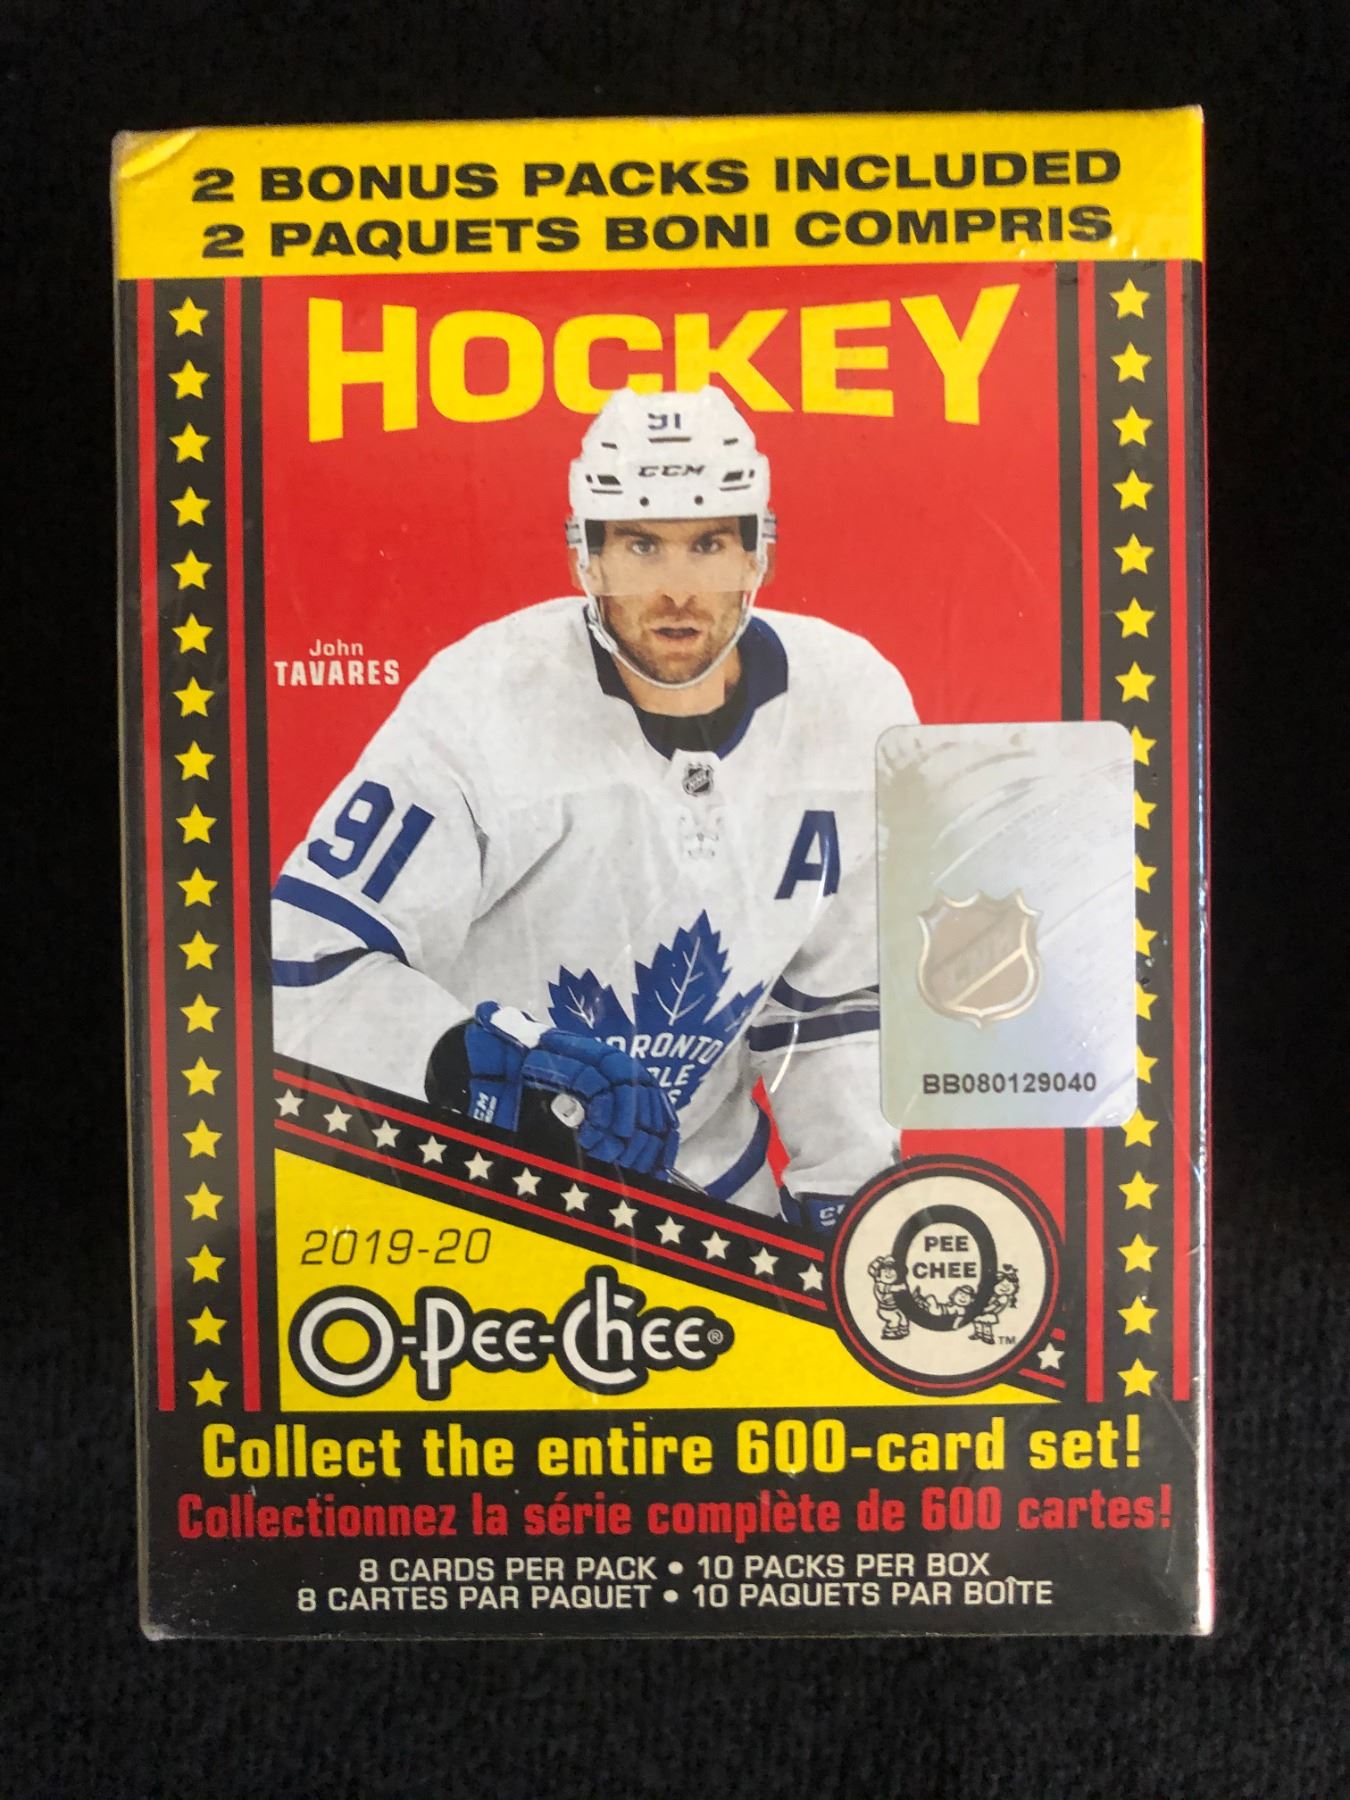 2 BONUS PACKS INCLUDED
2 PAQUETS BONI COMPRIS
HOCKEY
91
CCM
John
TAVARES
91
A
TORONTO
BB080129040
2019-20
O-PEE-CHEE®
PEE
CHEE
TM
Collect the entire 600-card set!
Collectionnez la série complète de 600 cartes!
8 CARDS PER PACK • 10 PACKS PER BOX
8 CARTES PAR PAQUET • 10 PAQUETS PAR BOÎTE